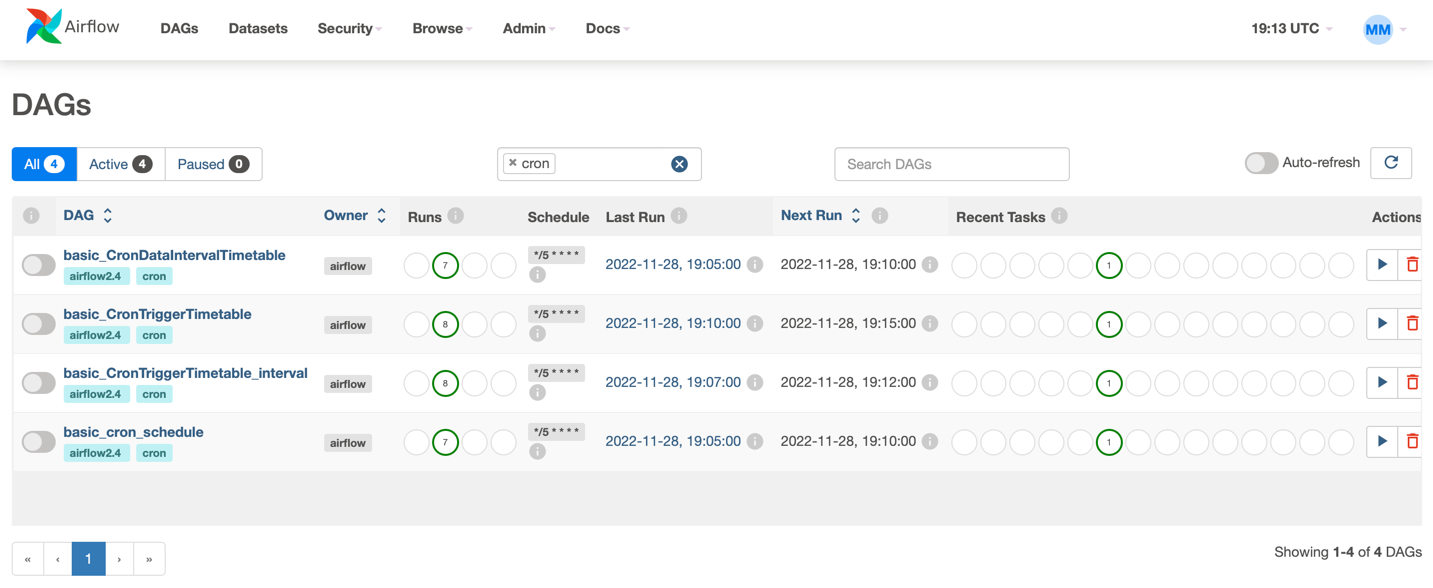 Airflow DAGs Datasets Security Browse Admin Docs 19:13 UTC MM
DAGs
All 4 Active 4 Paused 0 × cron Search DAGs Auto-refresh
i DAG Owner Runs i Schedule Last Run i Next Run i Recent Tasks i Actions
basic_CronDataIntervalTimetable
airflow2.4 cron airflow 7 */5 * * * * i 2022-11-28, 19:05:00 i 2022-11-28, 19:10:00 i 1
basic_CronTriggerTimetable
airflow2.4 cron airflow 8 */5 * * * * i 2022-11-28, 19:10:00 i 2022-11-28, 19:15:00 i 1
basic_CronTriggerTimetable_interval
airflow2.4 cron airflow 8 */5 * * * * i 2022-11-28, 19:07:00 i 2022-11-28, 19:12:00 i 1
basic_cron_schedule
airflow2.4 cron airflow 7 */5 * * * * i 2022-11-28, 19:05:00 i 2022-11-28, 19:10:00 i 1
« ‹ 1 › » Showing 1-4 of 4 DAGs